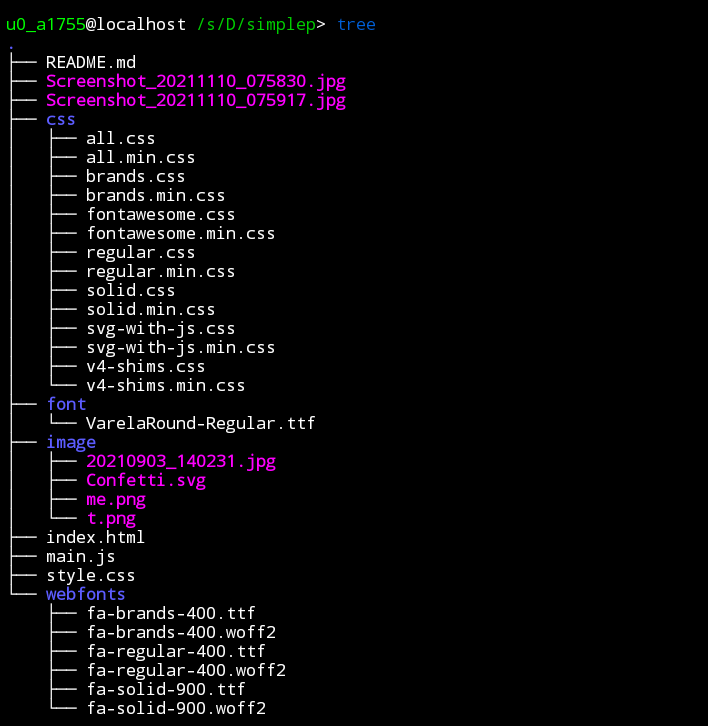 u0_a1755@localhost /s/D/simplep> tree
.
├── README.md
├── Screenshot_20211110_075830.jpg
├── Screenshot_20211110_075917.jpg
├── css
│   ├── all.css
│   ├── all.min.css
│   ├── brands.css
│   ├── brands.min.css
│   ├── fontawesome.css
│   ├── fontawesome.min.css
│   ├── regular.css
│   ├── regular.min.css
│   ├── solid.css
│   ├── solid.min.css
│   ├── svg-with-js.css
│   ├── svg-with-js.min.css
│   ├── v4-shims.css
│   └── v4-shims.min.css
├── font
│   └── VarelaRound-Regular.ttf
├── image
│   ├── 20210903_140231.jpg
│   ├── Confetti.svg
│   ├── me.png
│   └── t.png
├── index.html
├── main.js
├── style.css
└── webfonts
    ├── fa-brands-400.ttf
    ├── fa-brands-400.woff2
    ├── fa-regular-400.ttf
    ├── fa-regular-400.woff2
    ├── fa-solid-900.ttf
    └── fa-solid-900.woff2